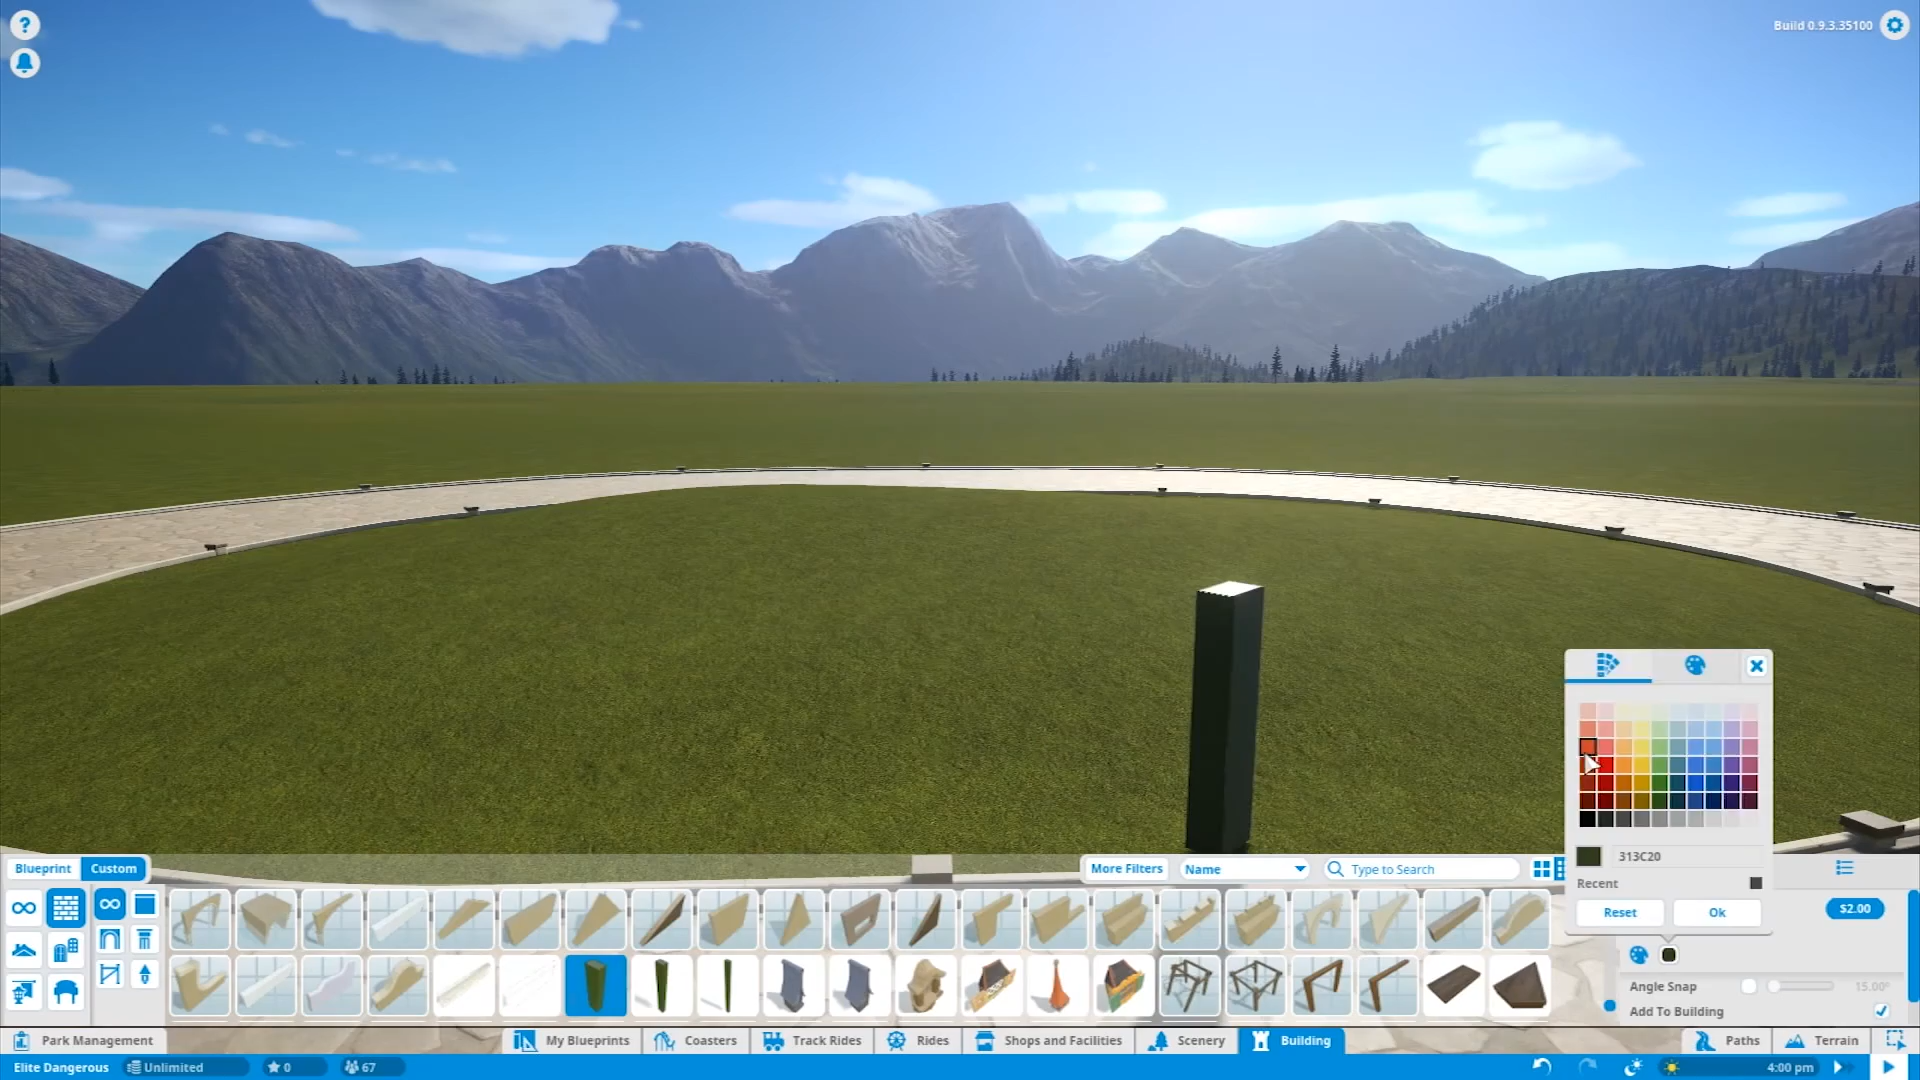 ?
Build 0.9.3.35100
313C20
Recent
Reset
Ok
Blueprint
Custom
More Filters
Name
Type to Search
$2.00
Angle Snap
15.00°
Add To Building
Park Management
My Blueprints
Coasters
Track Rides
Rides
Shops and Facilities
Scenery
Building
Paths
Terrain
Elite Dangerous
Unlimited
0
67
4:00 pm